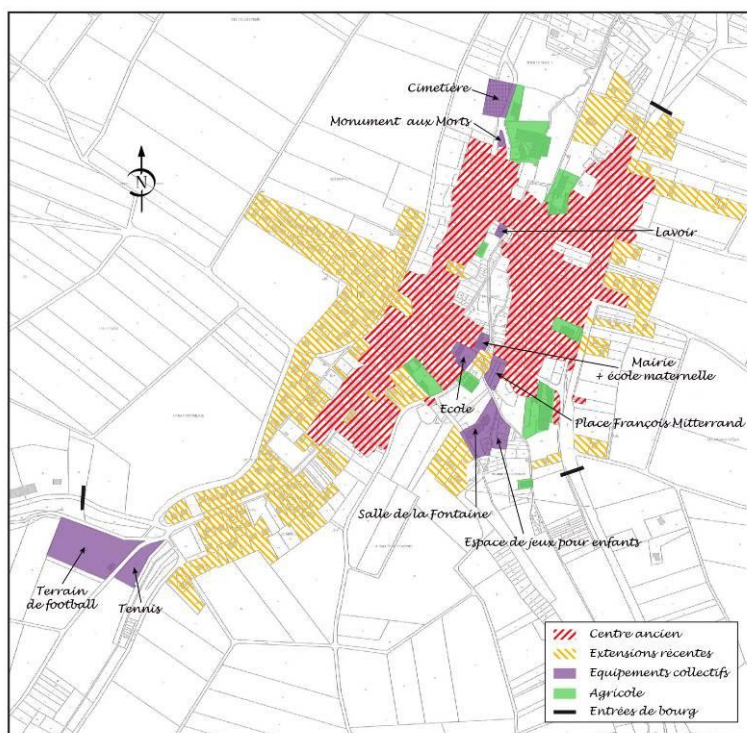 Cimetière
Monument aux Morts
N
Lavoir
Mairie
+ école maternelle
Ecole
Place François Mitterrand
Salle de la Fontaine
Espace de jeux pour enfants
Terrain
de football
Tennis
Centre ancien
Extensions récentes
Equipements collectifs
Agricole
Entrées de bourg